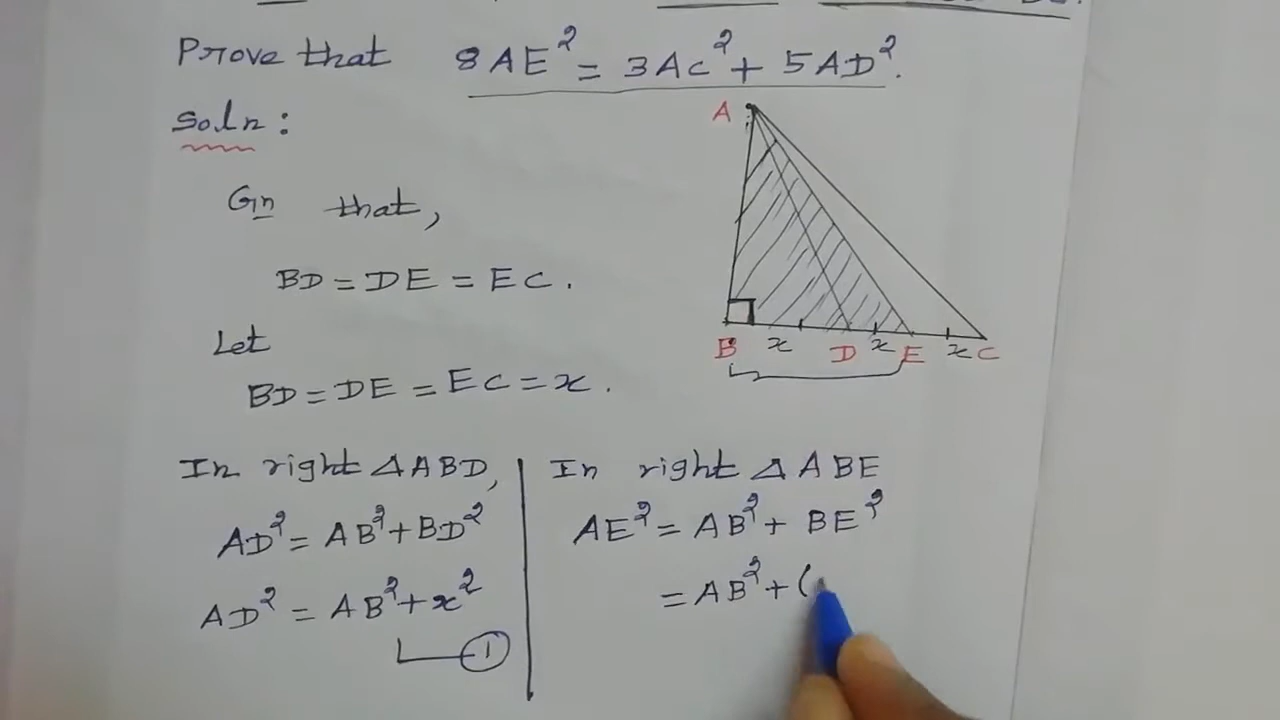 Prove that 8AE² = 3AC² + 5AD².
Soln:
Gn that,
BD = DE = EC.
Let
BD = DE = EC = x.
A
B x D x E x C
In right △ABD,
AD² = AB² + BD²
AD² = AB² + x²
1
In right △ABE
AE² = AB² + BE²
= AB² + (